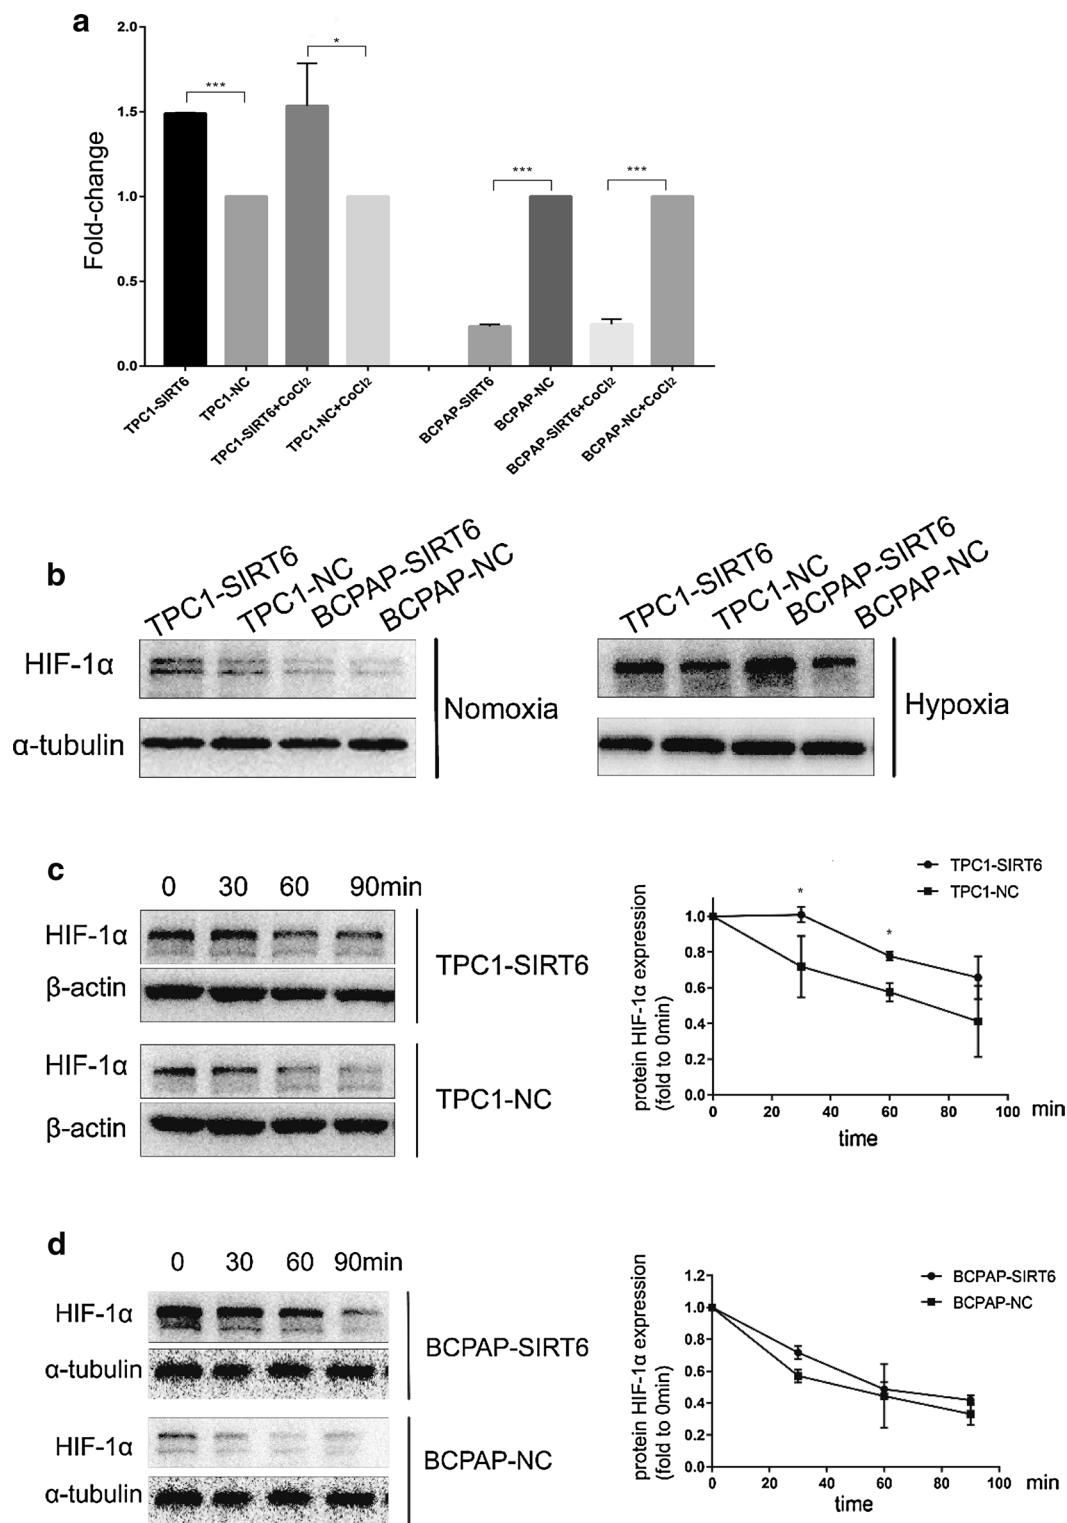 a
Fold-change
2.0
1.5
1.0
0.5
0.0
***
*
***
***
TPC1-SIRT6
TPC1-NC
TPC1-SIRT6+CoCl2
TPC1-NC+CoCl2
BCPAP-SIRT6
BCPAP-NC
BCPAP-SIRT6+CoCl2
BCPAP-NC+CoCl2
b
TPC1-SIRT6
TPC1-NC
BCPAP-SIRT6
BCPAP-NC
HIF-1α
α-tubulin
Nomoxia
TPC1-SIRT6
TPC1-NC
BCPAP-SIRT6
BCPAP-NC
Hypoxia
c
0 30 60 90min
HIF-1α
β-actin
TPC1-SIRT6
HIF-1α
β-actin
TPC1-NC
TPC1-SIRT6
TPC1-NC
*
*
protein HIF-1α expression
(fold to 0min)
1.0
0.8
0.6
0.4
0.2
0.0
0 20 40 60 80 100 min
time
d
0 30 60 90min
HIF-1α
α-tubulin
BCPAP-SIRT6
HIF-1α
α-tubulin
BCPAP-NC
BCPAP-SIRT6
BCPAP-NC
protein HIF-1α expression
(fold to 0min)
1.2
1.0
0.8
0.6
0.4
0.2
0.0
0 20 40 60 80 100 min
time